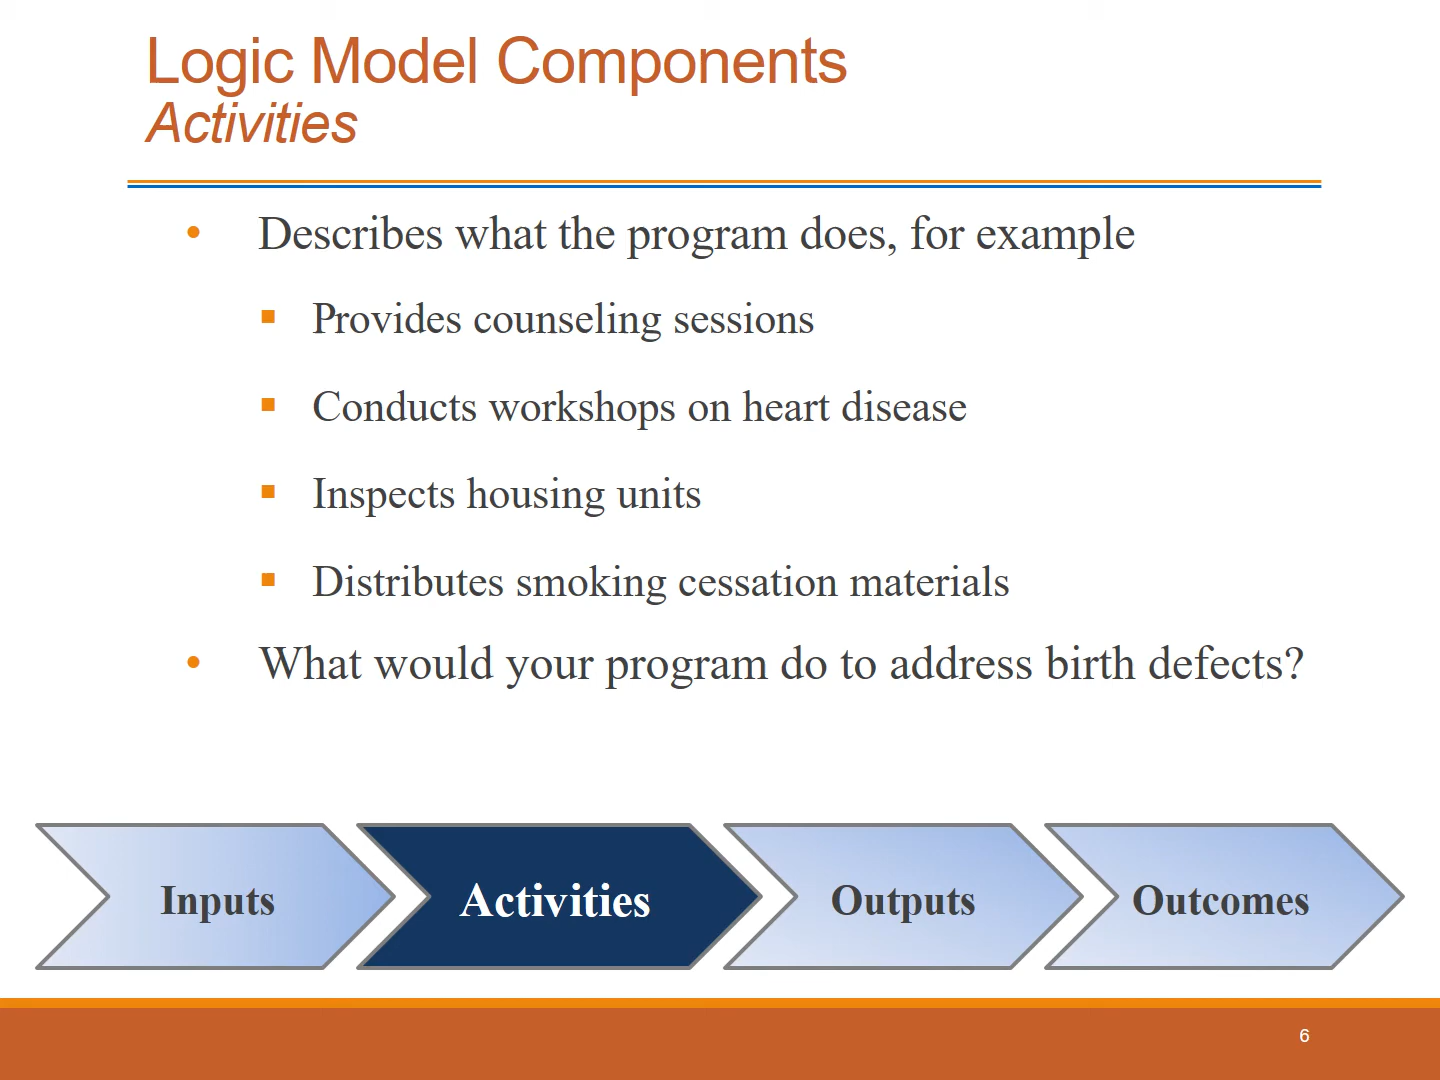 Logic Model Components
Activities
• Describes what the program does, for example
▪ Provides counseling sessions
▪ Conducts workshops on heart disease
▪ Inspects housing units
▪ Distributes smoking cessation materials
• What would your program do to address birth defects?
Inputs
Activities
Outputs
Outcomes
6